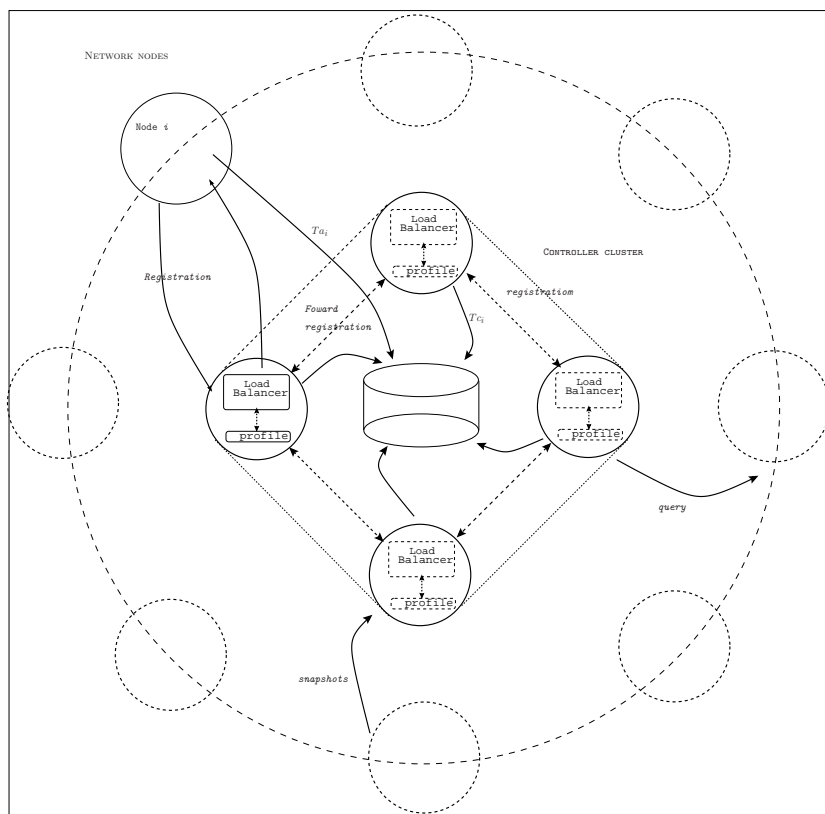 NETWORK NODES
Node i
Load
Balancer
profile
Ta_i
CONTROLLER CLUSTER
Registration
registratiom
Foward
registration
Tc_i
Load
Balancer
profile
Load
Balancer
profile
query
Load
Balancer
profile
snapshots